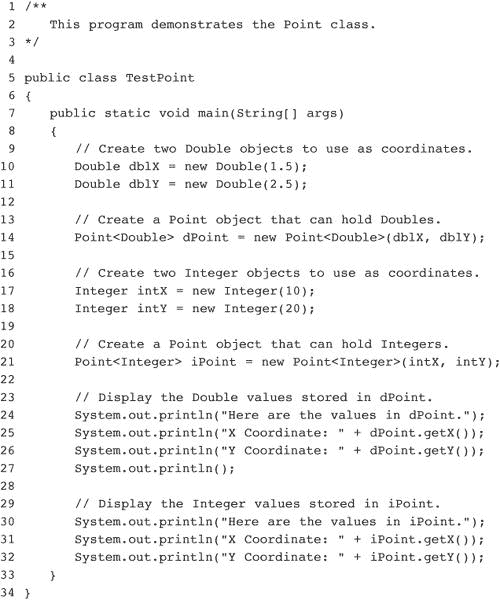 1 /**
2    This program demonstrates the Point class.
3 */
4
5 public class TestPoint
6 {
7    public static void main(String[] args)
8    {
9       // Create two Double objects to use as coordinates.
10       Double dblX = new Double(1.5);
11       Double dblY = new Double(2.5);
12
13       // Create a Point object that can hold Doubles.
14       Point<Double> dPoint = new Point<Double>(dblX, dblY);
15
16       // Create two Integer objects to use as coordinates.
17       Integer intX = new Integer(10);
18       Integer intY = new Integer(20);
19
20       // Create a Point object that can hold Integers.
21       Point<Integer> iPoint = new Point<Integer>(intX, intY);
22
23       // Display the Double values stored in dPoint.
24       System.out.println("Here are the values in dPoint.");
25       System.out.println("X Coordinate: " + dPoint.getX());
26       System.out.println("Y Coordinate: " + dPoint.getY());
27       System.out.println();
28
29       // Display the Integer values stored in iPoint.
30       System.out.println("Here are the values in iPoint.");
31       System.out.println("X Coordinate: " + iPoint.getX());
32       System.out.println("Y Coordinate: " + iPoint.getY());
33    }
34 }